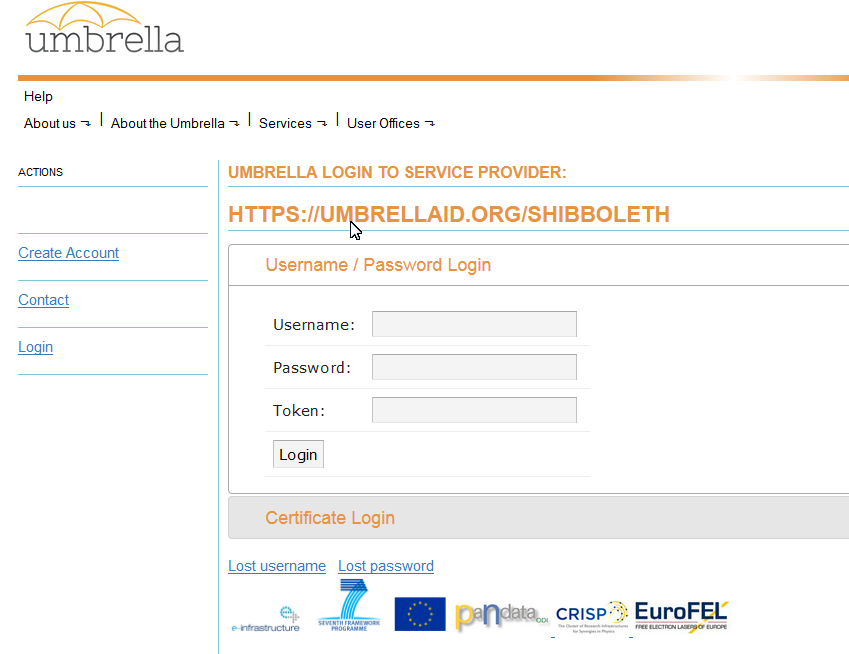 umbrella
Help
About us
About the Umbrella
Services
User Offices
ACTIONS
Create Account
Contact
Login
UMBRELLA LOGIN TO SERVICE PROVIDER:
HTTPS://UMBRELLAID.ORG/SHIBBOLETH
Username / Password Login
Username:
Password:
Token:
Login
Certificate Login
Lost username Lost password
e-infrastructure
7
SEVENTH FRAMEWORK
PROGRAMME
pandata ODI
CRISP
The Cluster of Research Infrastructures
for Synergies in Physics
EuroFEL
FREE ELECTRON LASERS OF EUROPE